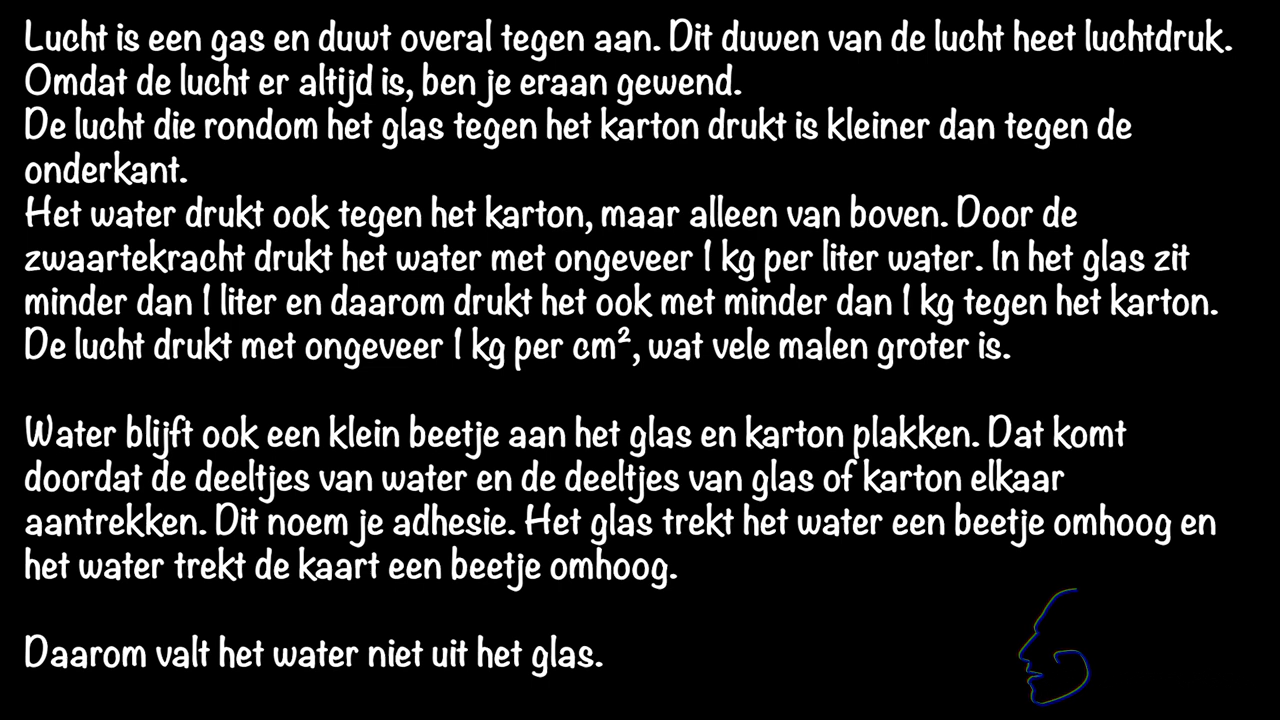 Lucht is een gas en duwt overal tegen aan. Dit duwen van de lucht heet luchtdruk.
Omdat de lucht er altijd is, ben je eraan gewend.
De lucht die rondom het glas tegen het karton drukt is kleiner dan tegen de
onderkant.
Het water drukt ook tegen het karton, maar alleen van boven. Door de
zwaartekracht drukt het water met ongeveer 1 kg per liter water. In het glas zit
minder dan 1 liter en daarom drukt het ook met minder dan 1 kg tegen het karton.
De lucht drukt met ongeveer 1 kg per cm², wat vele malen groter is.
Water blijft ook een klein beetje aan het glas en karton plakken. Dat komt
doordat de deeltjes van water en de deeltjes van glas of karton elkaar
aantrekken. Dit noem je adhesie. Het glas trekt het water een beetje omhoog en
het water trekt de kaart een beetje omhoog.
Daarom valt het water niet uit het glas.